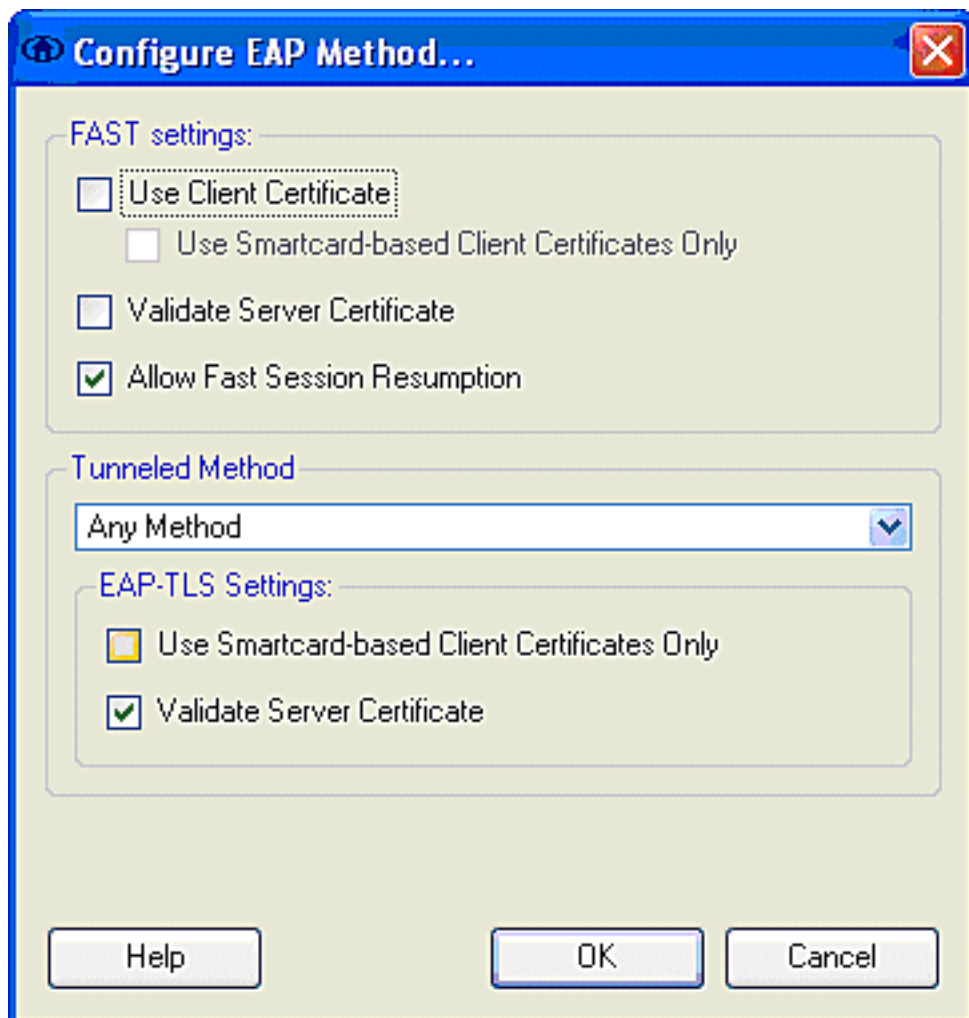 Configure EAP Method...
FAST settings:
Use Client Certificate
Use Smartcard-based Client Certificates Only
Validate Server Certificate
Allow Fast Session Resumption
Tunneled Method
Any Method
EAP-TLS Settings:
Use Smartcard-based Client Certificates Only
Validate Server Certificate
Help OK Cancel